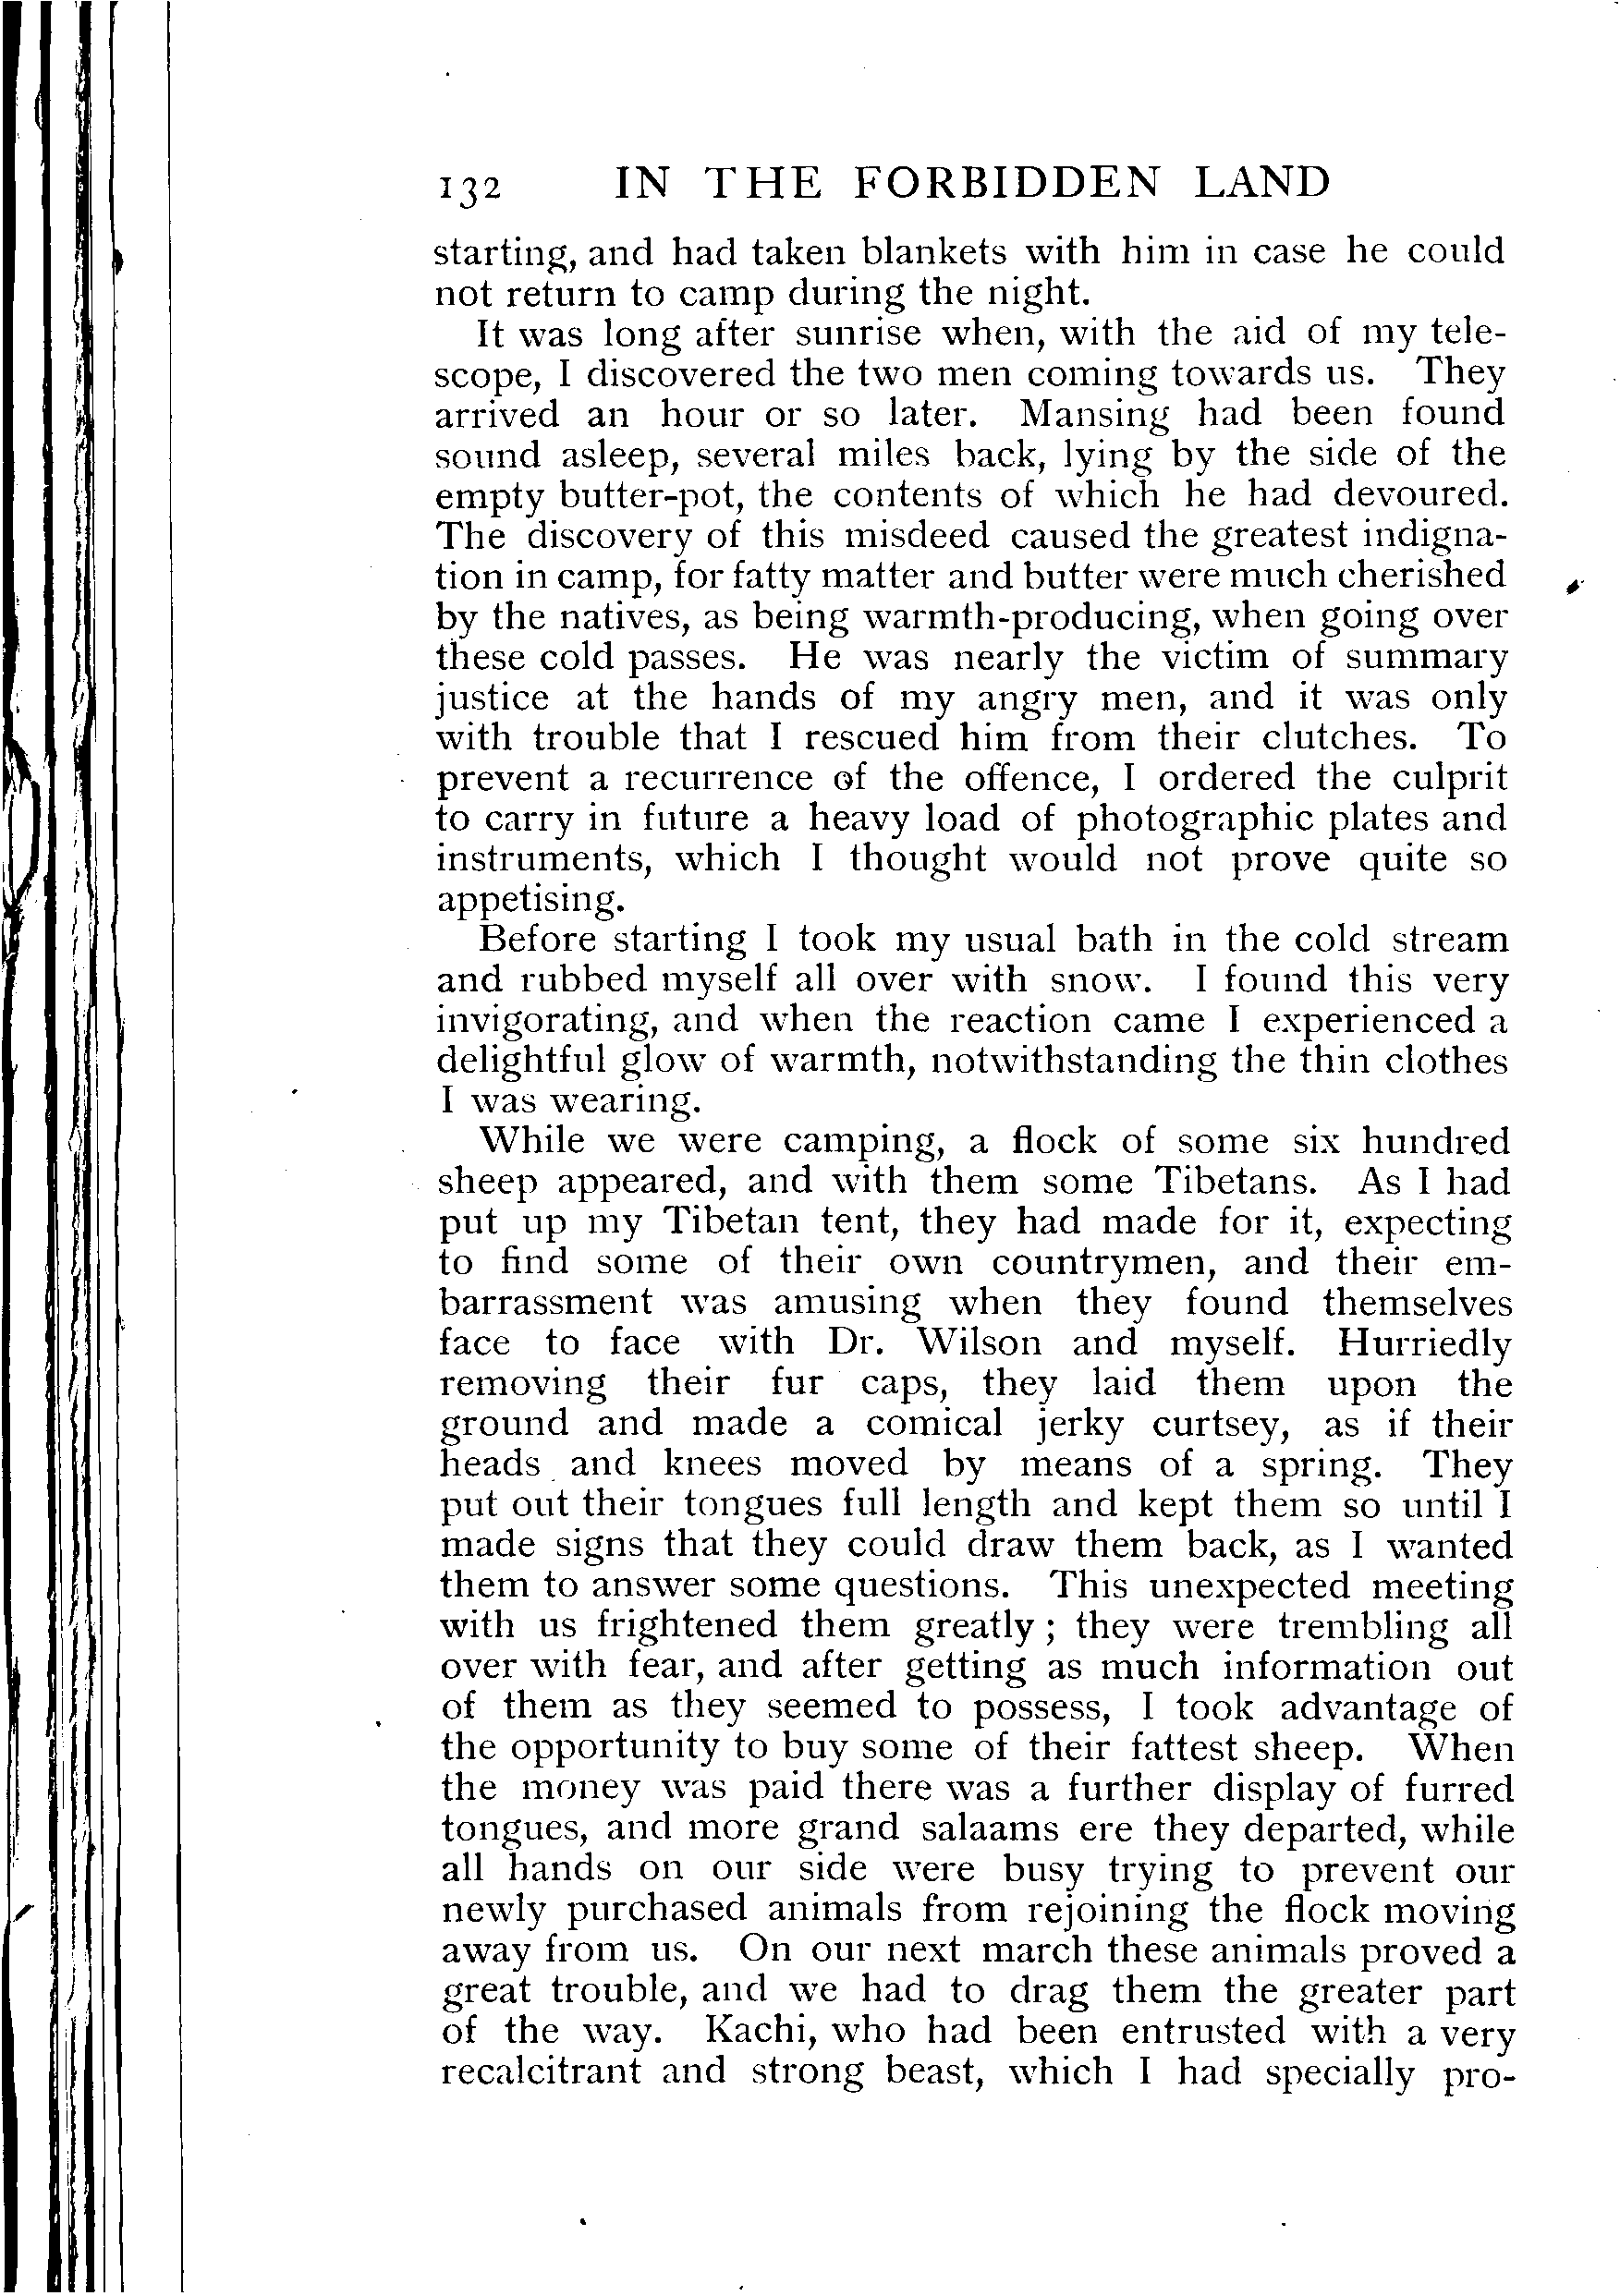 132 IN THE FORBIDDEN LAND
starting, and had taken blankets with him in case he could
not return to camp during the night.
It was long after sunrise when, with the aid of my tele-
scope, I discovered the two men coming towards us. They
arrived an hour or so later. Mansing had been found
sound asleep, several miles back, lying by the side of the
empty butter-pot, the contents of which he had devoured.
The discovery of this misdeed caused the greatest indigna-
tion in camp, for fatty matter and butter were much cherished
by the natives, as being warmth-producing, when going over
these cold passes. He was nearly the victim of summary
justice at the hands of my angry men, and it was only
with trouble that I rescued him from their clutches. To
prevent a recurrence of the offence, I ordered the culprit
to carry in future a heavy load of photographic plates and
instruments, which I thought would not prove quite so
appetising.
Before starting I took my usual bath in the cold stream
and rubbed myself all over with snow. I found this very
invigorating, and when the reaction came I experienced a
delightful glow of warmth, notwithstanding the thin clothes
I was wearing.
While we were camping, a flock of some six hundred
sheep appeared, and with them some Tibetans. As I had
put up my Tibetan tent, they had made for it, expecting
to find some of their own countrymen, and their em-
barrassment was amusing when they found themselves
face to face with Dr. Wilson and myself. Hurriedly
removing their fur caps, they laid them upon the
ground and made a comical jerky curtsey, as if their
heads and knees moved by means of a spring. They
put out their tongues full length and kept them so until I
made signs that they could draw them back, as I wanted
them to answer some questions. This unexpected meeting
with us frightened them greatly; they were trembling all
over with fear, and after getting as much information out
of them as they seemed to possess, I took advantage of
the opportunity to buy some of their fattest sheep. When
the money was paid there was a further display of furred
tongues, and more grand salaams ere they departed, while
all hands on our side were busy trying to prevent our
newly purchased animals from rejoining the flock moving
away from us. On our next march these animals proved a
great trouble, and we had to drag them the greater part
of the way. Kachi, who had been entrusted with a very
recalcitrant and strong beast, which I had specially pro-